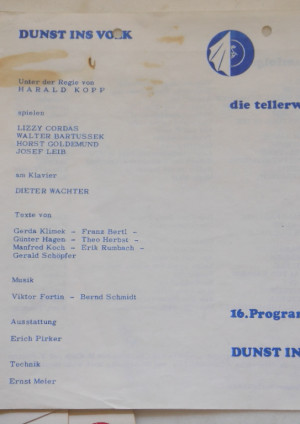 DUNST INS VOLK
Unter der Regie von
HARALD KOPP
spielen
LIZZY CORDAS
WALTER BARTUSSEK
HORST GOLDEMUND
JOSEF LEIB
am Klavier
DIETER WACHTER
Texte von
Gerda Klimek - Franz Bertl -
Günter Hagen - Theo Herbst -
Manfred Koch - Erik Rumbach -
Gerald Schöpfer
Musik
Viktor Fortin - Bernd Schmidt
Ausstattung
Erich Pirker
Technik
Ernst Meier
die tellerw
16.Program
DUNST IN